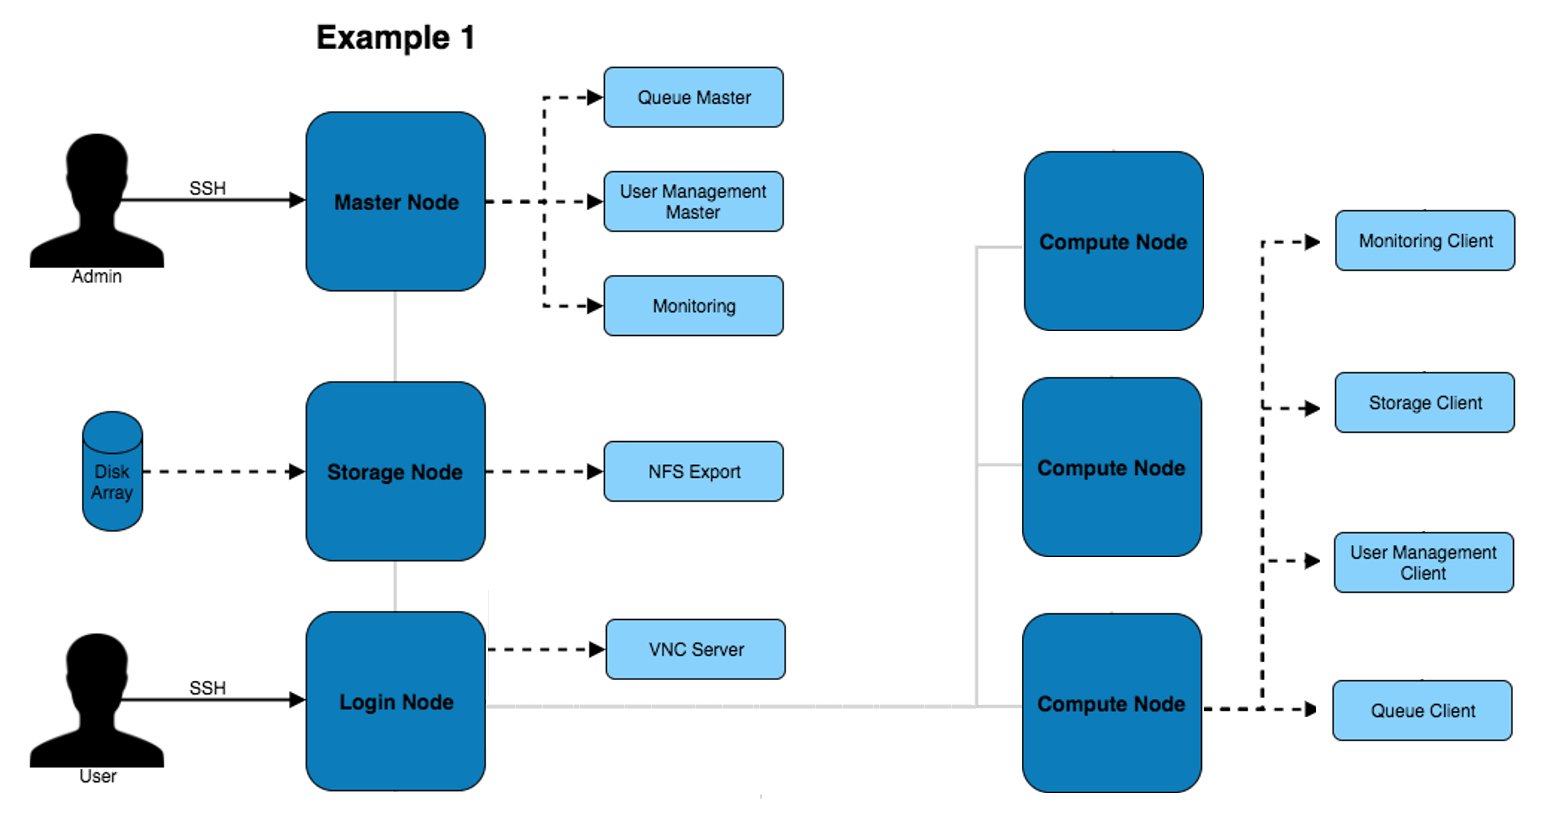 Example 1
Queue Master
SSH
Master Node
User Management
Master
Admin
Monitoring
Disk
Array
Storage Node
NFS Export
SSH
Login Node
VNC Server
User
Compute Node
Compute Node
Compute Node
Monitoring Client
Storage Client
User Management
Client
Queue Client